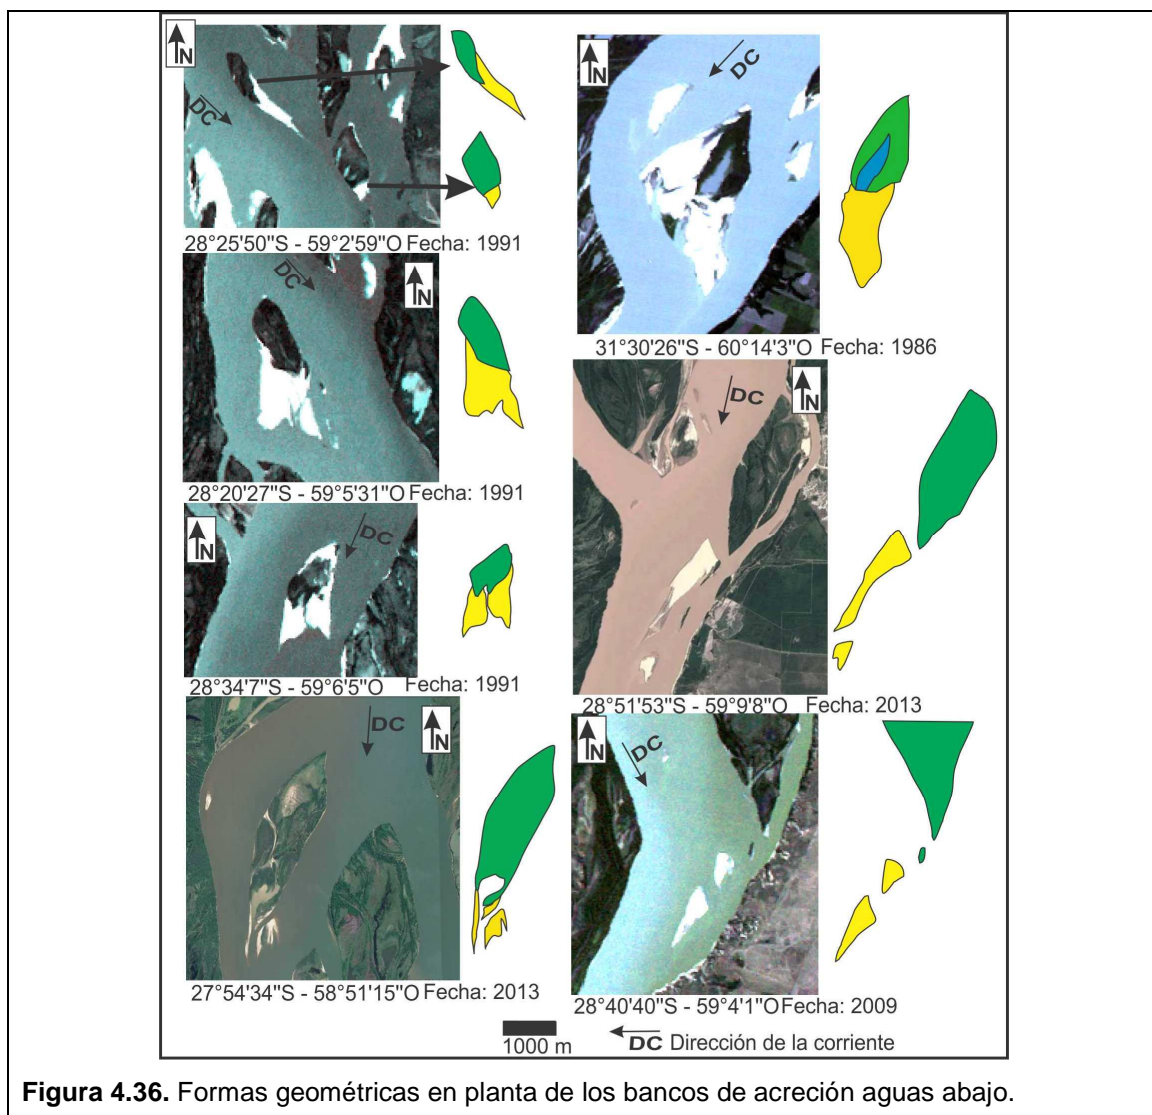 N
DC
28°25'50"S - 59°2'59"O Fecha: 1991
N
DC
31°30'26"S - 60°14'3"O Fecha: 1986
DC
N
28°20'27"S - 59°5'31"O Fecha: 1991
DC
N
28°51'53"S - 59°9'8"O Fecha: 2013
N
DC
28°34'7"S - 59°6'5"O Fecha: 1991
DC
N
27°54'34"S - 58°51'15"O Fecha: 2013
N
DC
28°40'40"S - 59°4'1"O Fecha: 2009
1000 m
DC Dirección de la corriente
Figura 4.36. Formas geométricas en planta de los bancos de acreción aguas abajo.